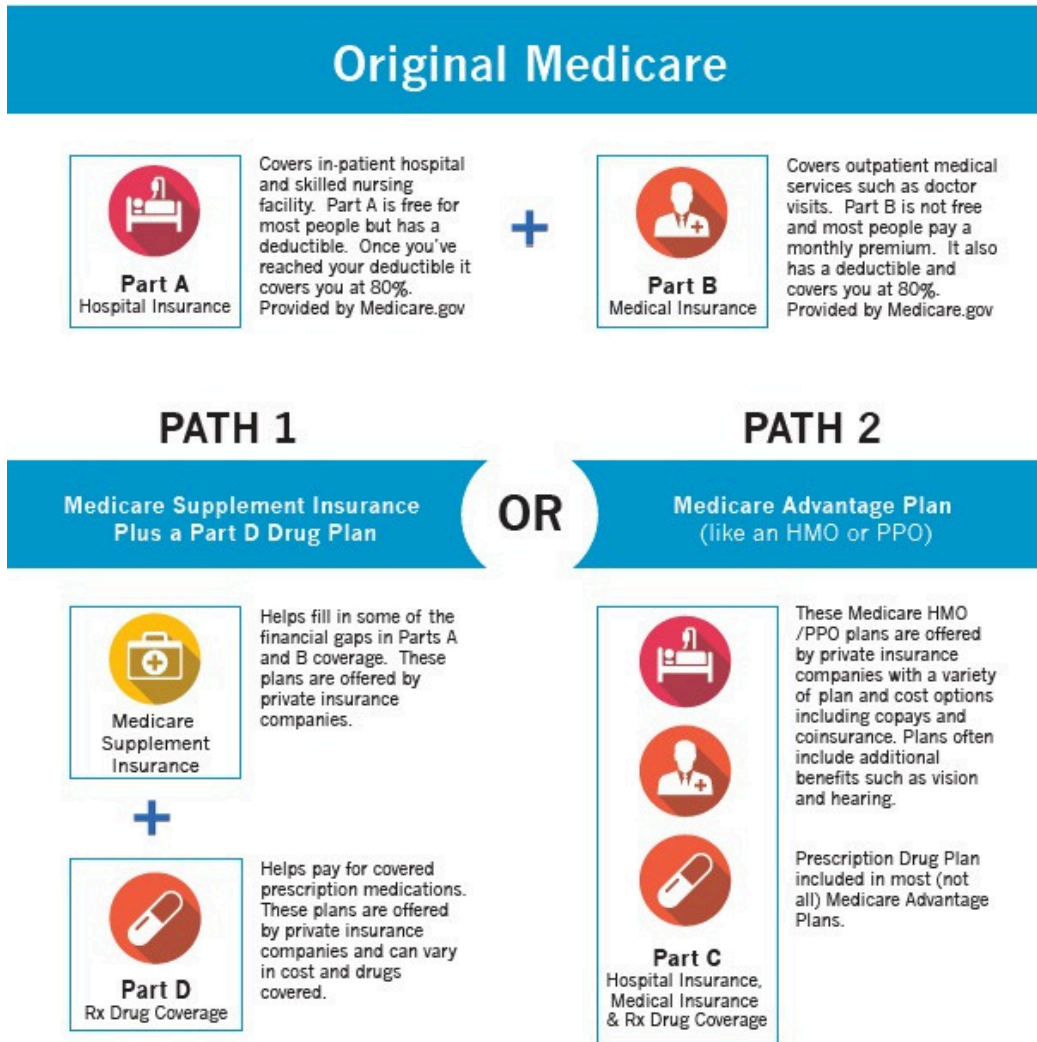 Original Medicare
Part A
Hospital Insurance
Covers in-patient hospital
and skilled nursing
facility. Part A is free for
most people but has a
deductible. Once you've
reached your deductible it
covers you at 80%.
Provided by Medicare.gov
+
Part B
Medical Insurance
Covers outpatient medical
services such as doctor
visits. Part B is not free
and most people pay a
monthly premium. It also
has a deductible and
covers you at 80%.
Provided by Medicare.gov
PATH 1
Medicare Supplement Insurance
Plus a Part D Drug Plan
OR
PATH 2
Medicare Advantage Plan
(like an HMO or PPO)
Medicare
Supplement
Insurance
Helps fill in some of the
financial gaps in Parts A
and B coverage. These
plans are offered by
private insurance
companies.
+
Part D
Rx Drug Coverage
Helps pay for covered
prescription medications.
These plans are offered
by private insurance
companies and can vary
in cost and drugs
covered.
Part C
Hospital Insurance,
Medical Insurance
& Rx Drug Coverage
These Medicare HMO
/PPO plans are offered
by private insurance
companies with a variety
of plan and cost options
including copays and
coinsurance. Plans often
include additional
benefits such as vision
and hearing.
Prescription Drug Plan
included in most (not
all) Medicare Advantage
Plans.